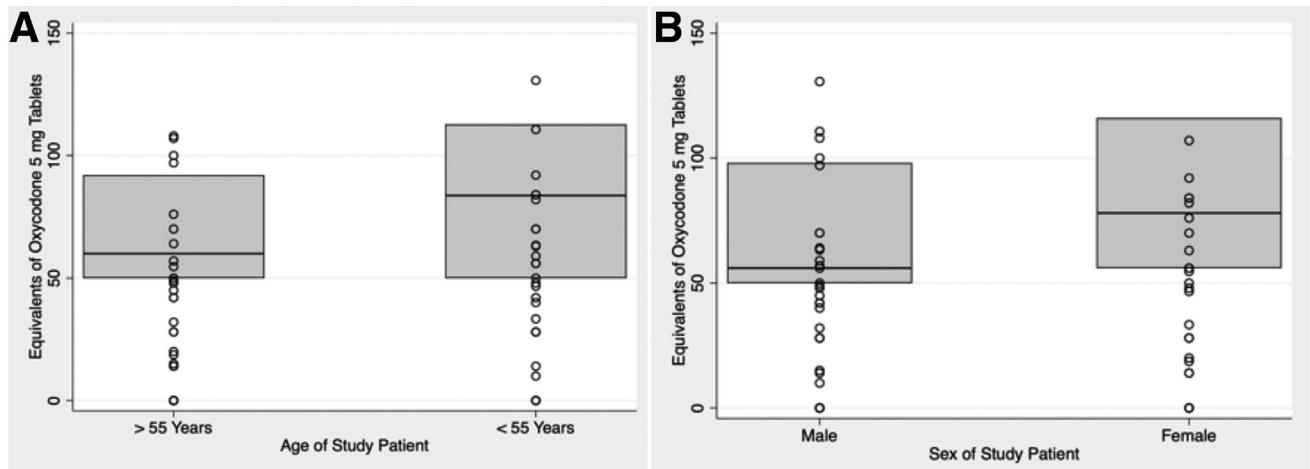 A
Equivalents of Oxycodone 5 mg Tablets
150
100
50
0
> 55 Years
< 55 Years
Age of Study Patient
B
Equivalents of Oxycodone 5 mg Tablets
150
100
50
0
Male
Female
Sex of Study Patient